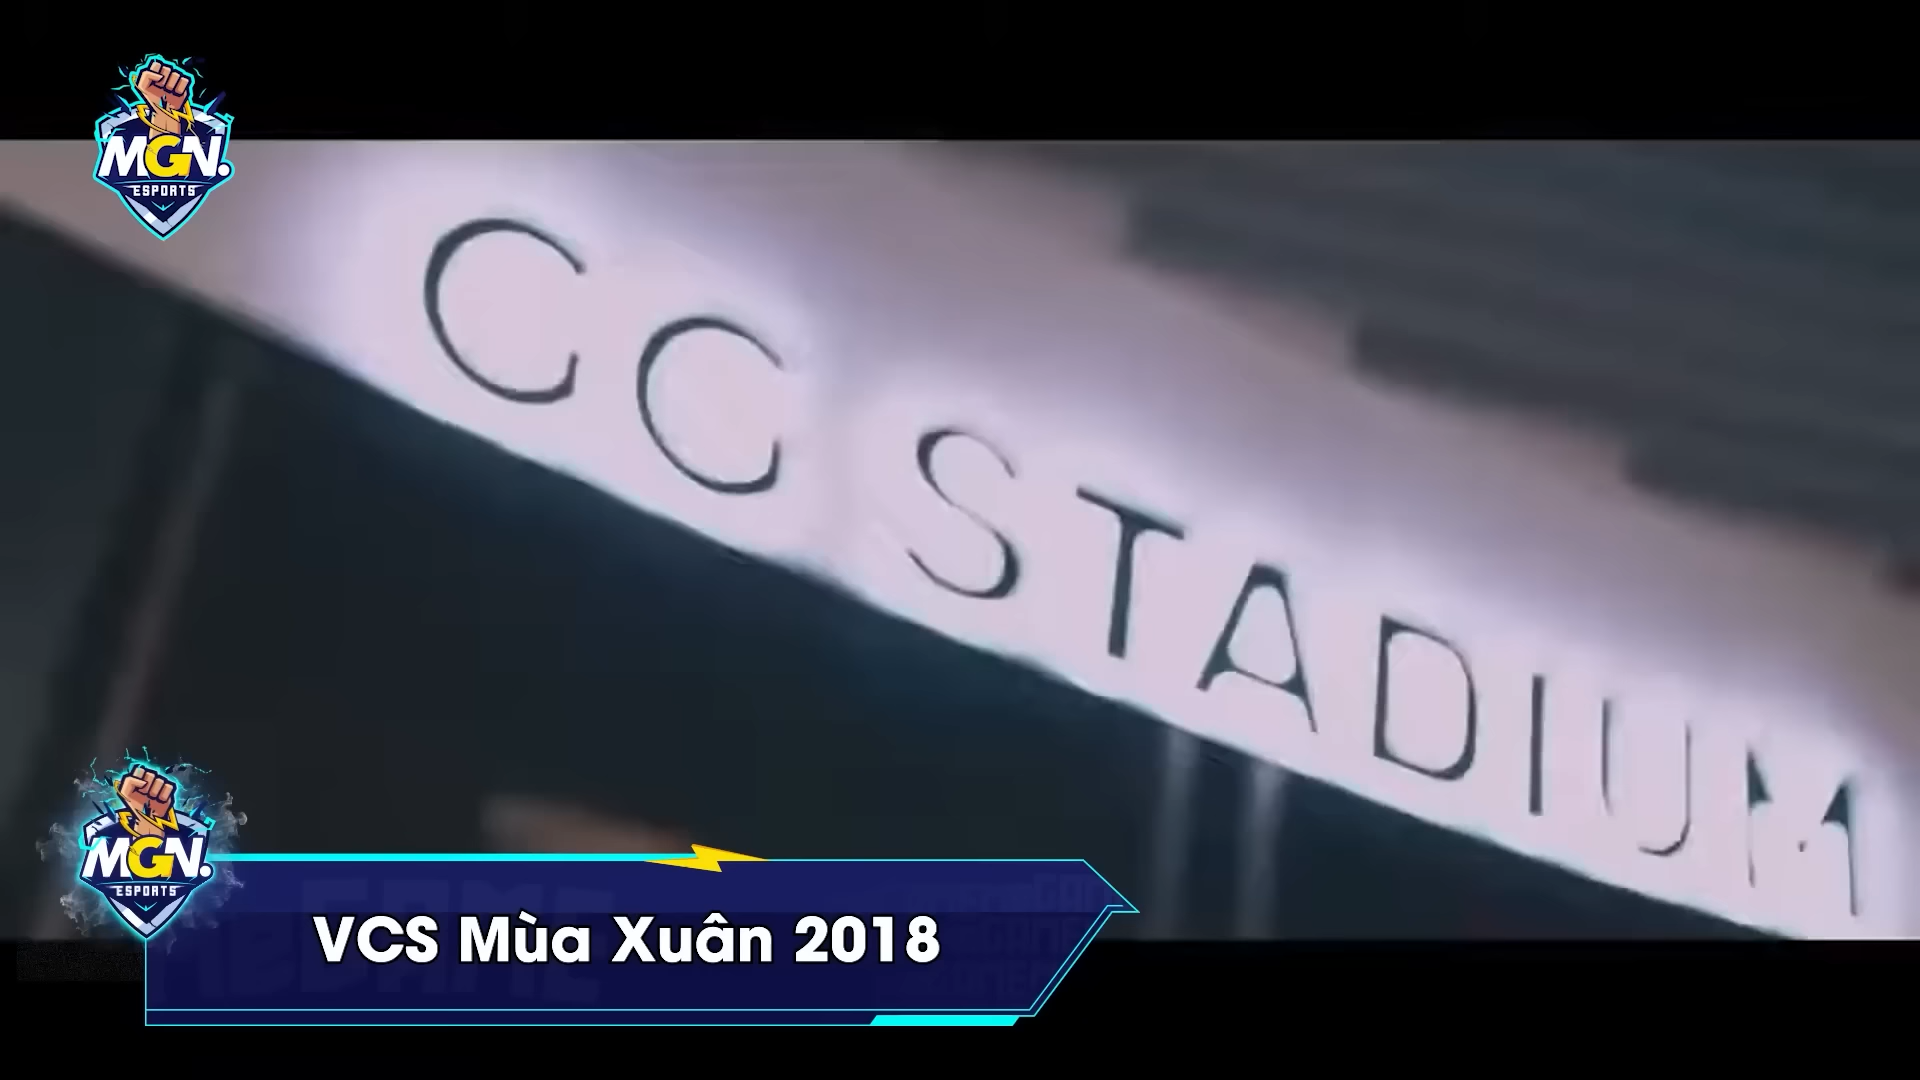 MGN.
ESPORTS
CC STADIUM
MGN.
ESPORTS
VCS Mùa Xuân 2018